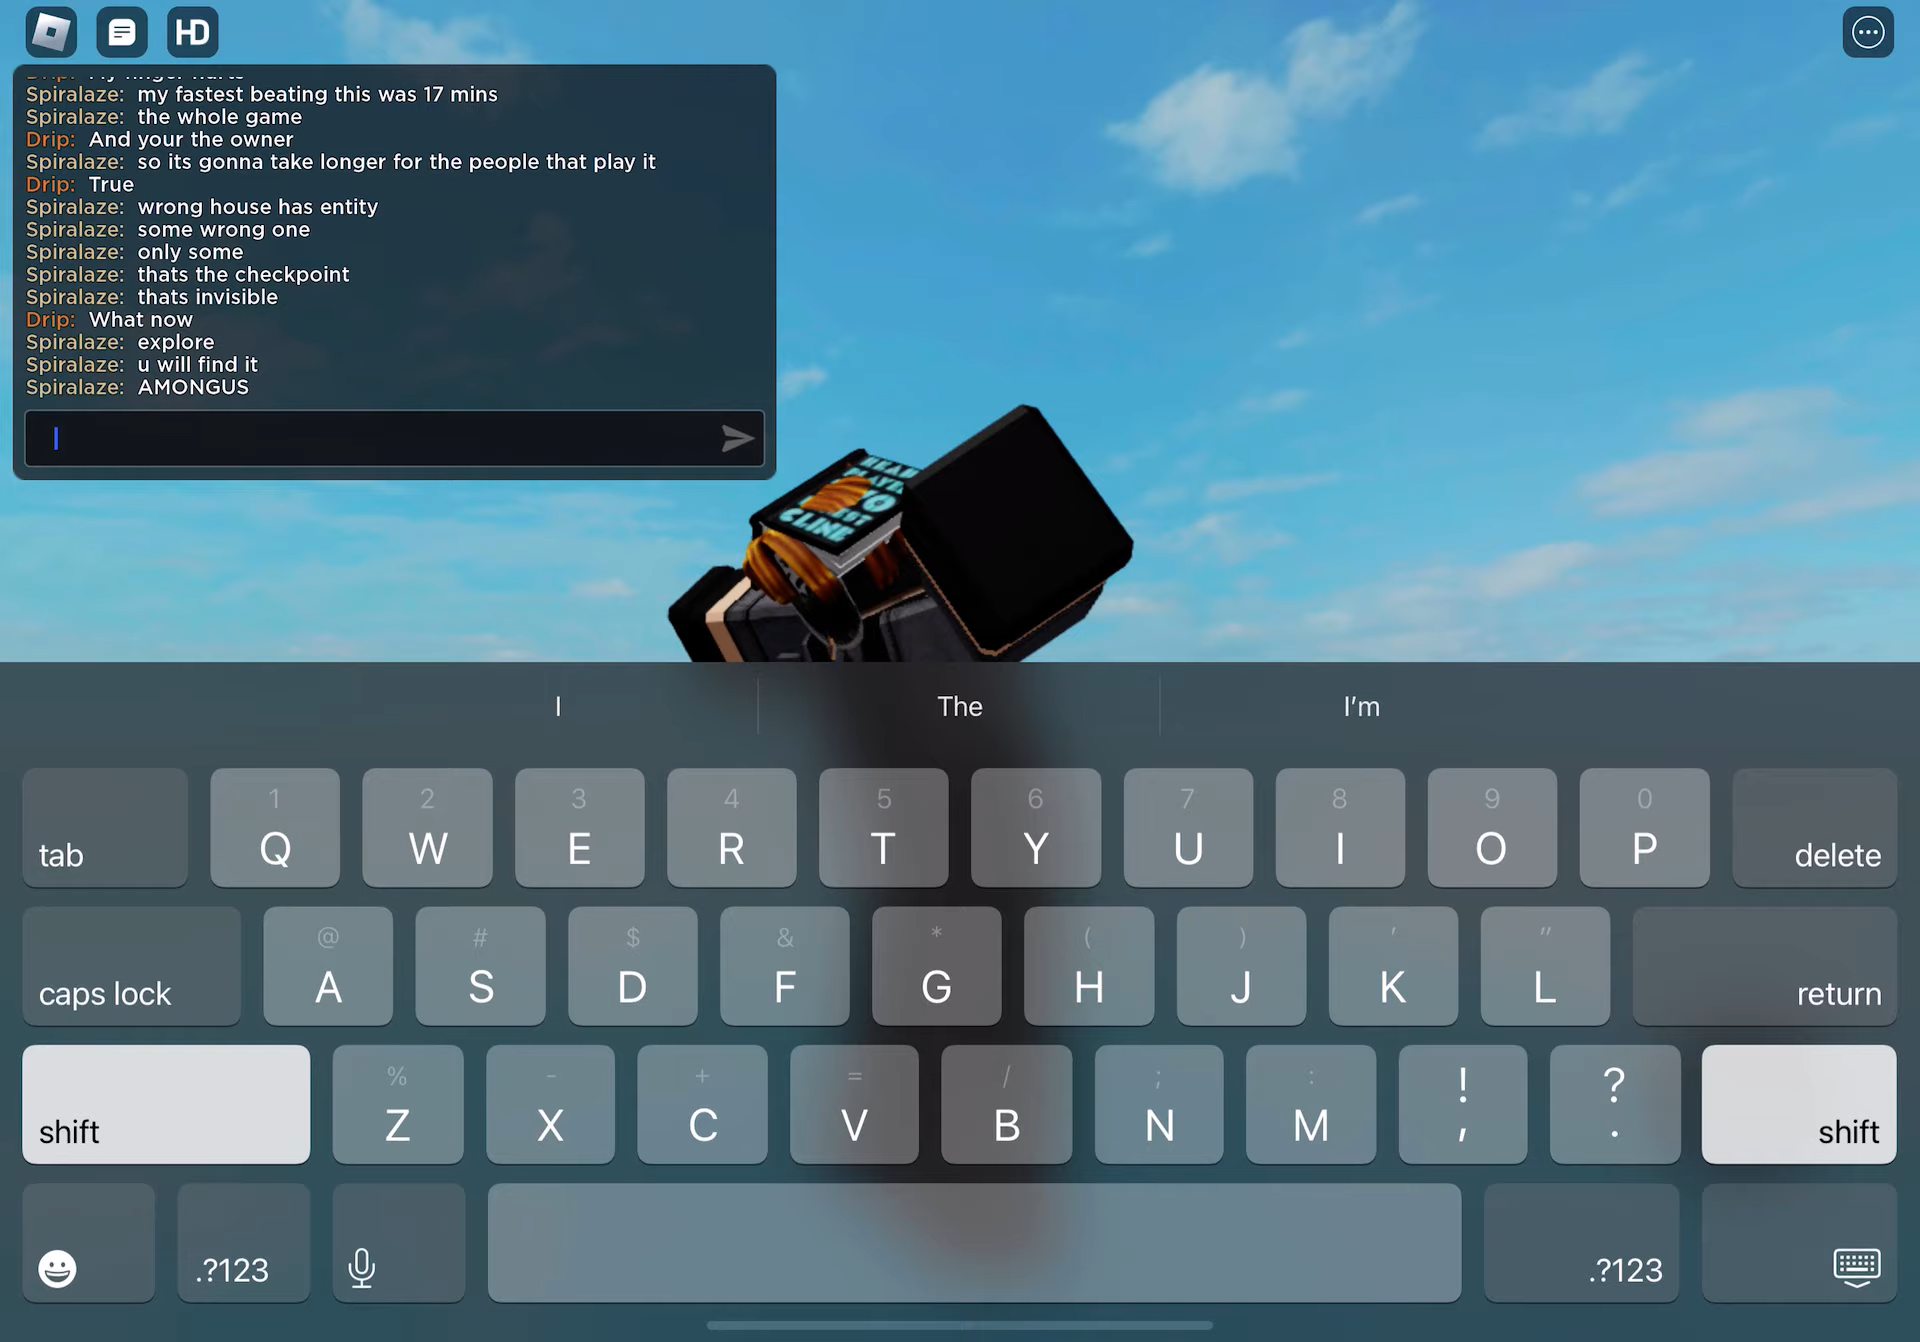 HD
Spiralaze: my fastest beating this was 17 mins
Spiralaze: the whole game
Drip: And your the owner
Spiralaze: so its gonna take longer for the people that play it
Drip: True
Spiralaze: wrong house has entity
Spiralaze: some wrong one
Spiralaze: only some
Spiralaze: thats the checkpoint
Spiralaze: thats invisible
Drip: What now
Spiralaze: explore
Spiralaze: u will find it
Spiralaze: AMONGUS
I The I'm
1 2 3 4 5 6 7 8 9 0
tab Q W E R T Y U I O P delete
@ # $ & * ( ) ' "
caps lock A S D F G H J K L return
% - + = / ; : ! ?
shift Z X C V B N M , . shift
.?123 .?123